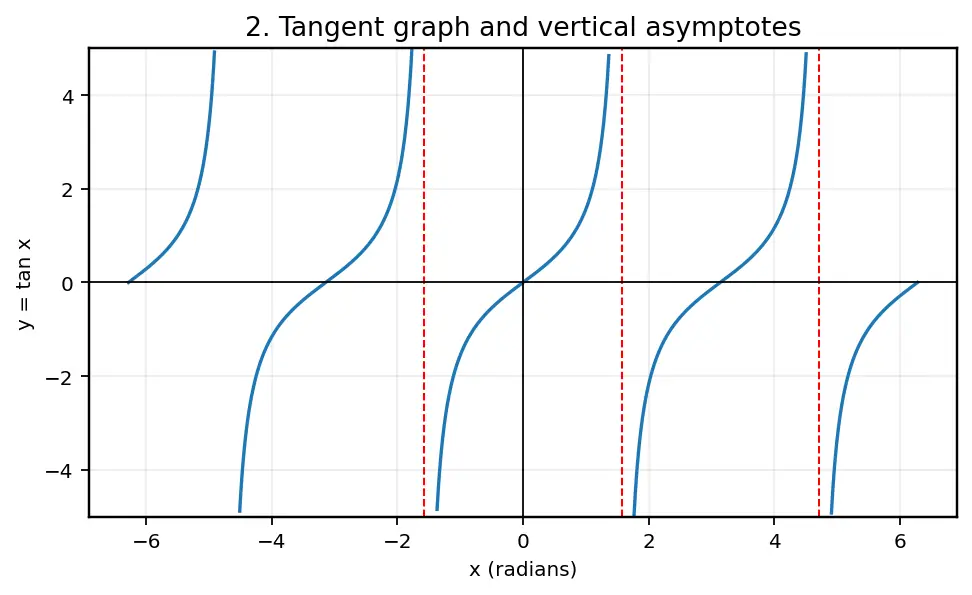 2. Tangent graph and vertical asymptotes
4
2
0
−2
−4
y = tan x
−6 −4 −2 0 2 4 6
x (radians)